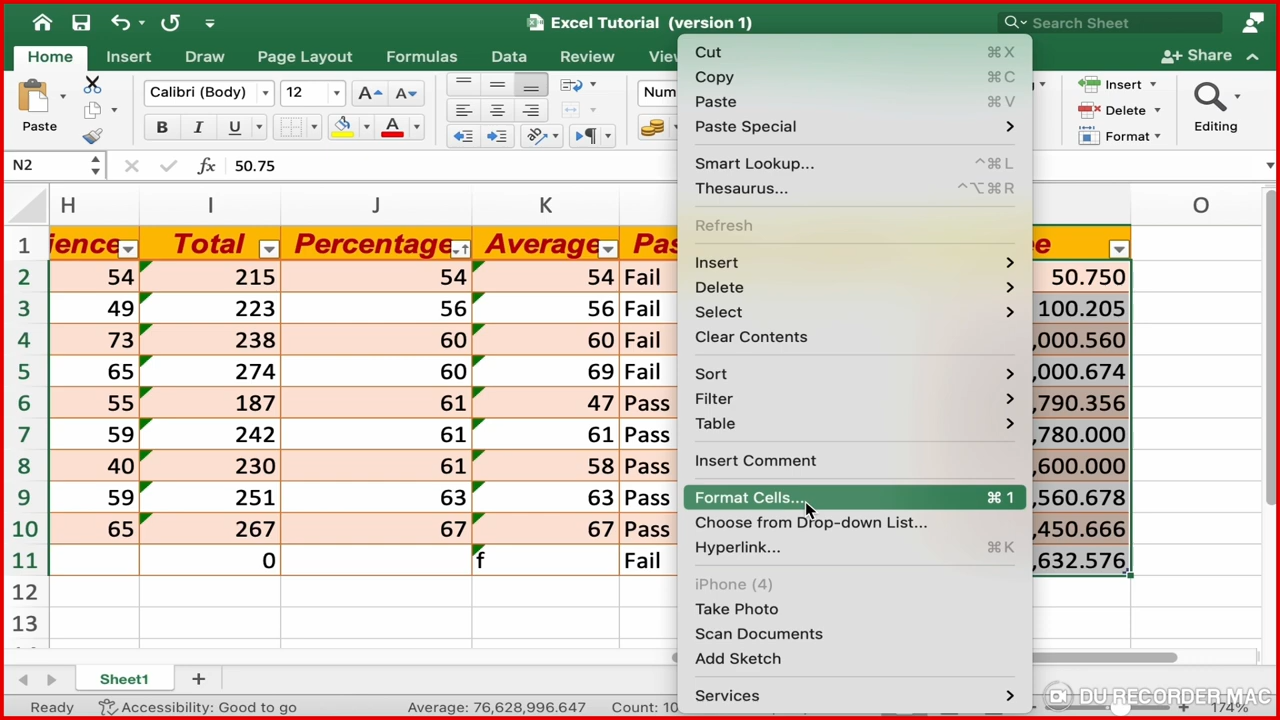 Excel Tutorial (version 1)
Search Sheet
Home Insert Draw Page Layout Formulas Data Review
Share
Paste
Calibri (Body) 12 A A
B I U A
Insert
Delete
Format
Editing
N2 fx 50.75
H I J K O
1 ience Total Percentage Average
2 54 215 54 54 Fail 50.750
3 49 223 56 56 Fail 100.205
4 73 238 60 60 Fail ,000.560
5 65 274 60 69 Fail ,000.674
6 55 187 61 47 Pass ,790.356
7 59 242 61 61 Pass ,780.000
8 40 230 61 58 Pass ,600.000
9 59 251 63 63 Pass ,560.678
10 65 267 67 67 Pass ,450.666
11 0 f Fail ,632.576
12
13
Cut ⌘X
Copy ⌘C
Paste ⌘V
Paste Special
Smart Lookup... ^⌘L
Thesaurus... ^⌥⌘R
Refresh
Insert
Delete
Select
Clear Contents
Sort
Filter
Table
Insert Comment
Format Cells... ⌘1
Choose from Drop-down List...
Hyperlink... ⌘K
iPhone (4)
Take Photo
Scan Documents
Add Sketch
Services
Sheet1 +
Ready Accessibility: Good to go Average: 76,628,996.647 174%
DU RECORDER MAC